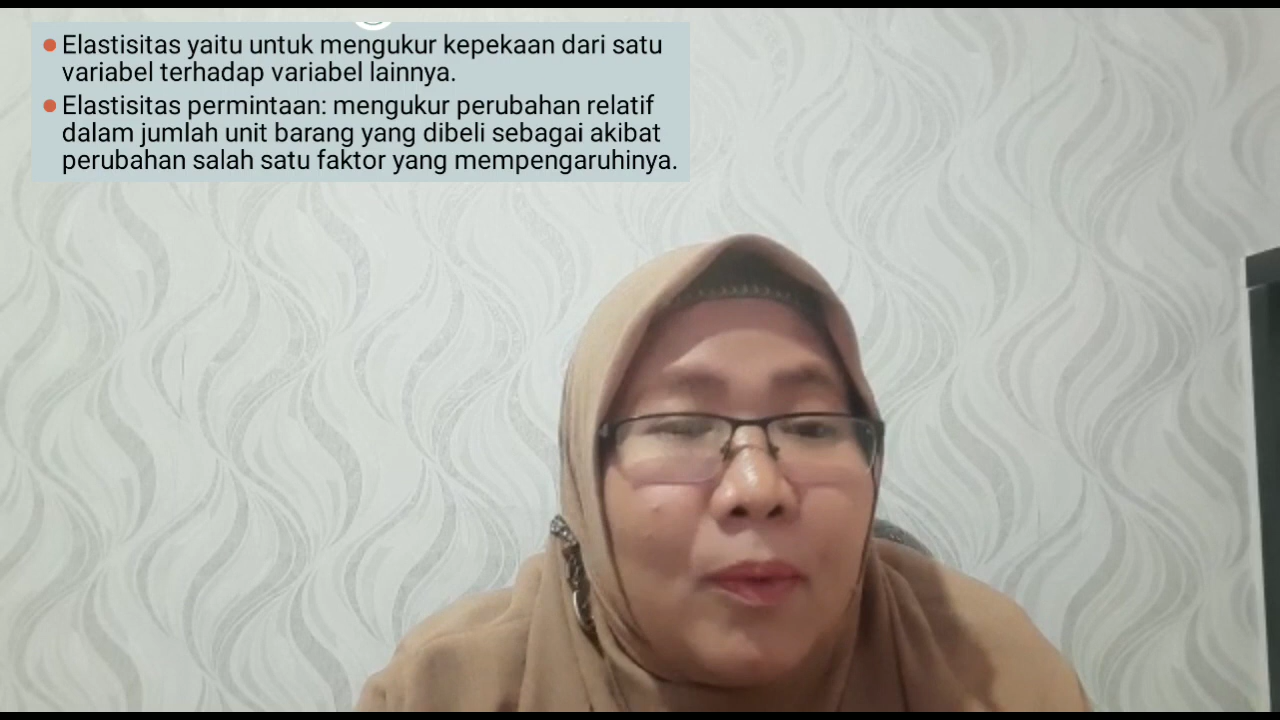 Elastisitas yaitu untuk mengukur kepekaan dari satu
variabel terhadap variabel lainnya.
Elastisitas permintaan: mengukur perubahan relatif
dalam jumlah unit barang yang dibeli sebagai akibat
perubahan salah satu faktor yang mempengaruhinya.